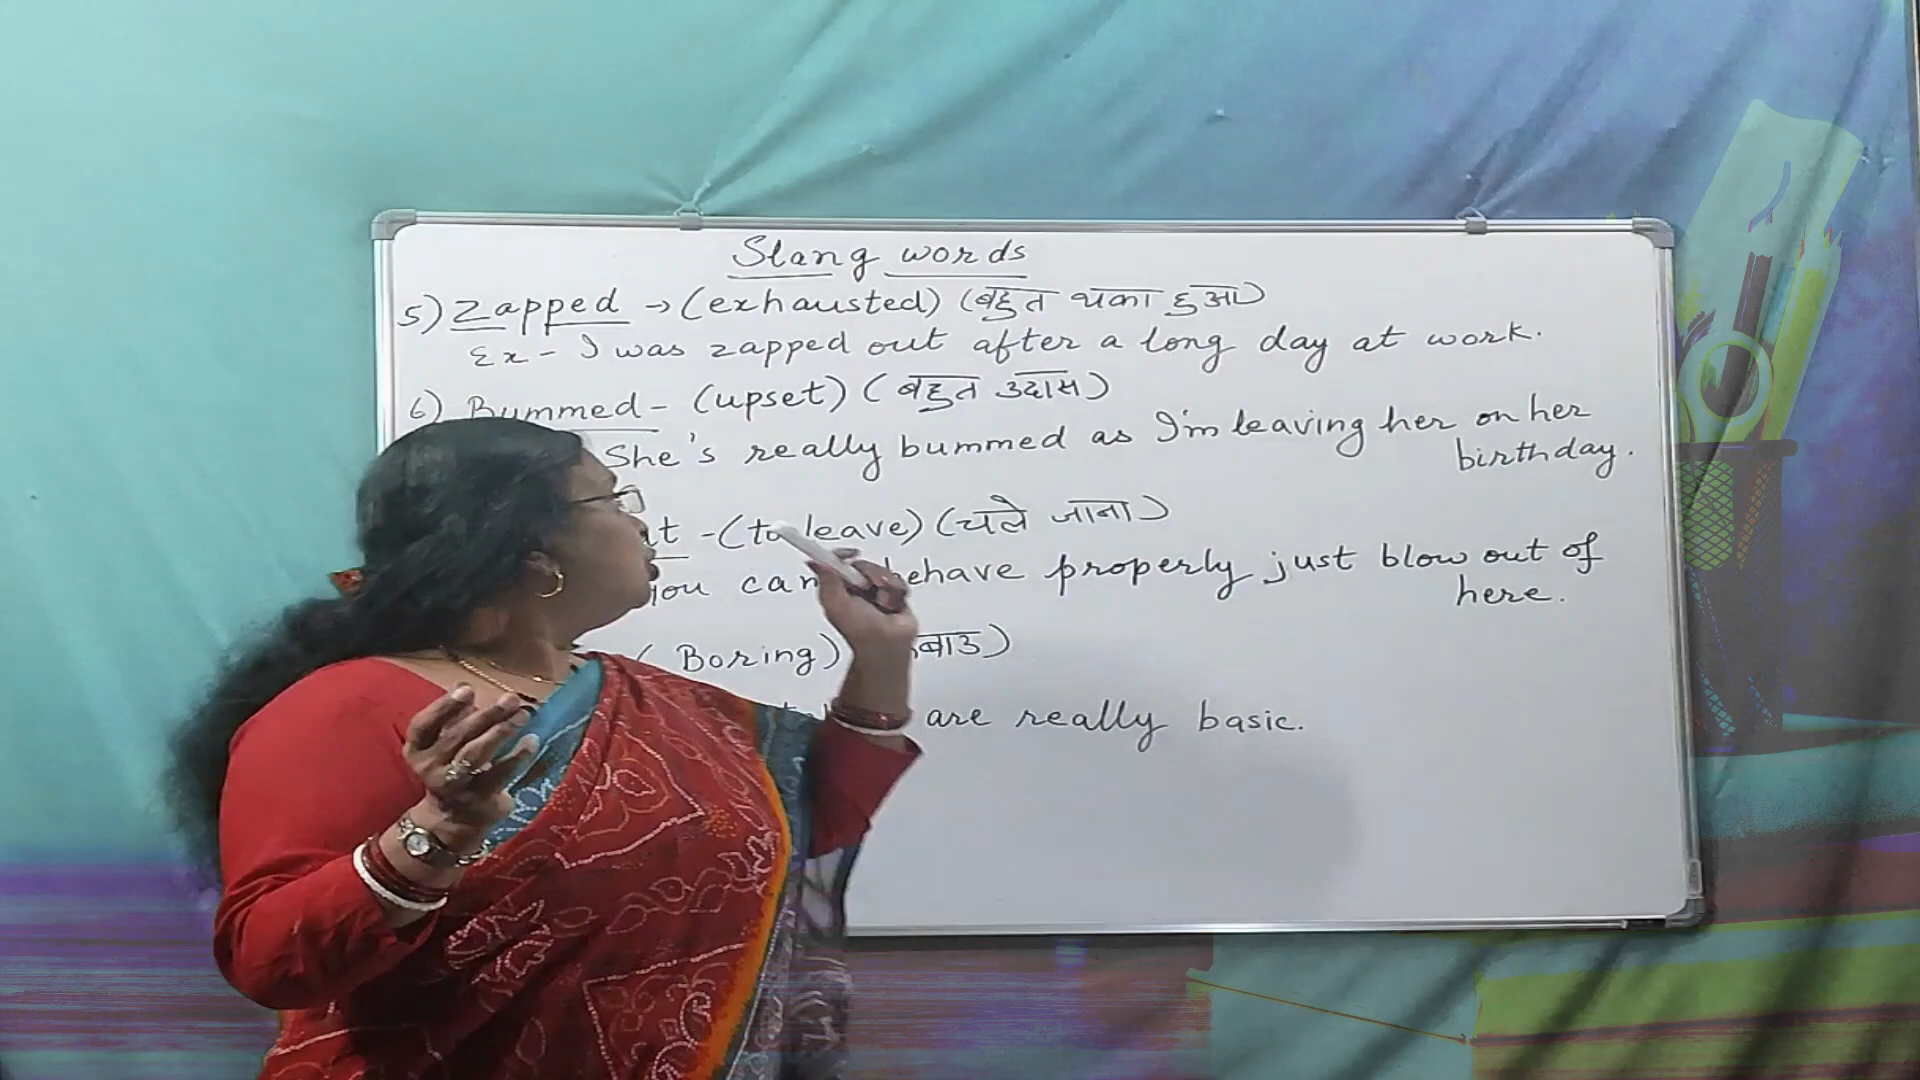 Slang words
5) Zapped → (exhausted) (बहुत थका हुआ)
Ex - I was zapped out after a long day at work.
6) Bummed - (upset) (बहुत उदास)
She's really bummed as I'm leaving her on her
birthday.
- (to leave) (चले जाना)
you behave properly just blow out of
here.
( Boring)
are really basic.